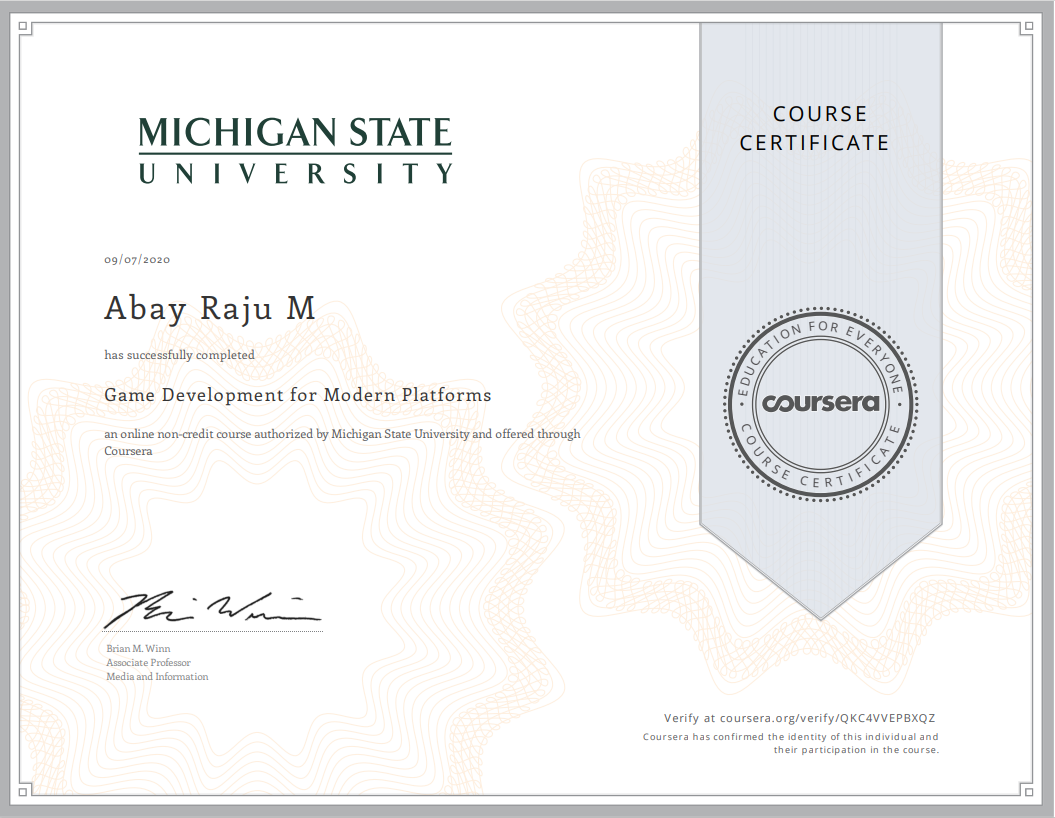 MICHIGAN STATE
UNIVERSITY
COURSE
CERTIFICATE
09/07/2020
Abay Raju M
has successfully completed
Game Development for Modern Platforms
an online non-credit course authorized by Michigan State University and offered through
Coursera
EDUCATION FOR EVERYONE
coursera
COURSE CERTIFICATE
Brian M. Winn
Associate Professor
Media and Information
Verify at coursera.org/verify/QKC4VVEPBXQZ
Coursera has confirmed the identity of this individual and
their participation in the course.